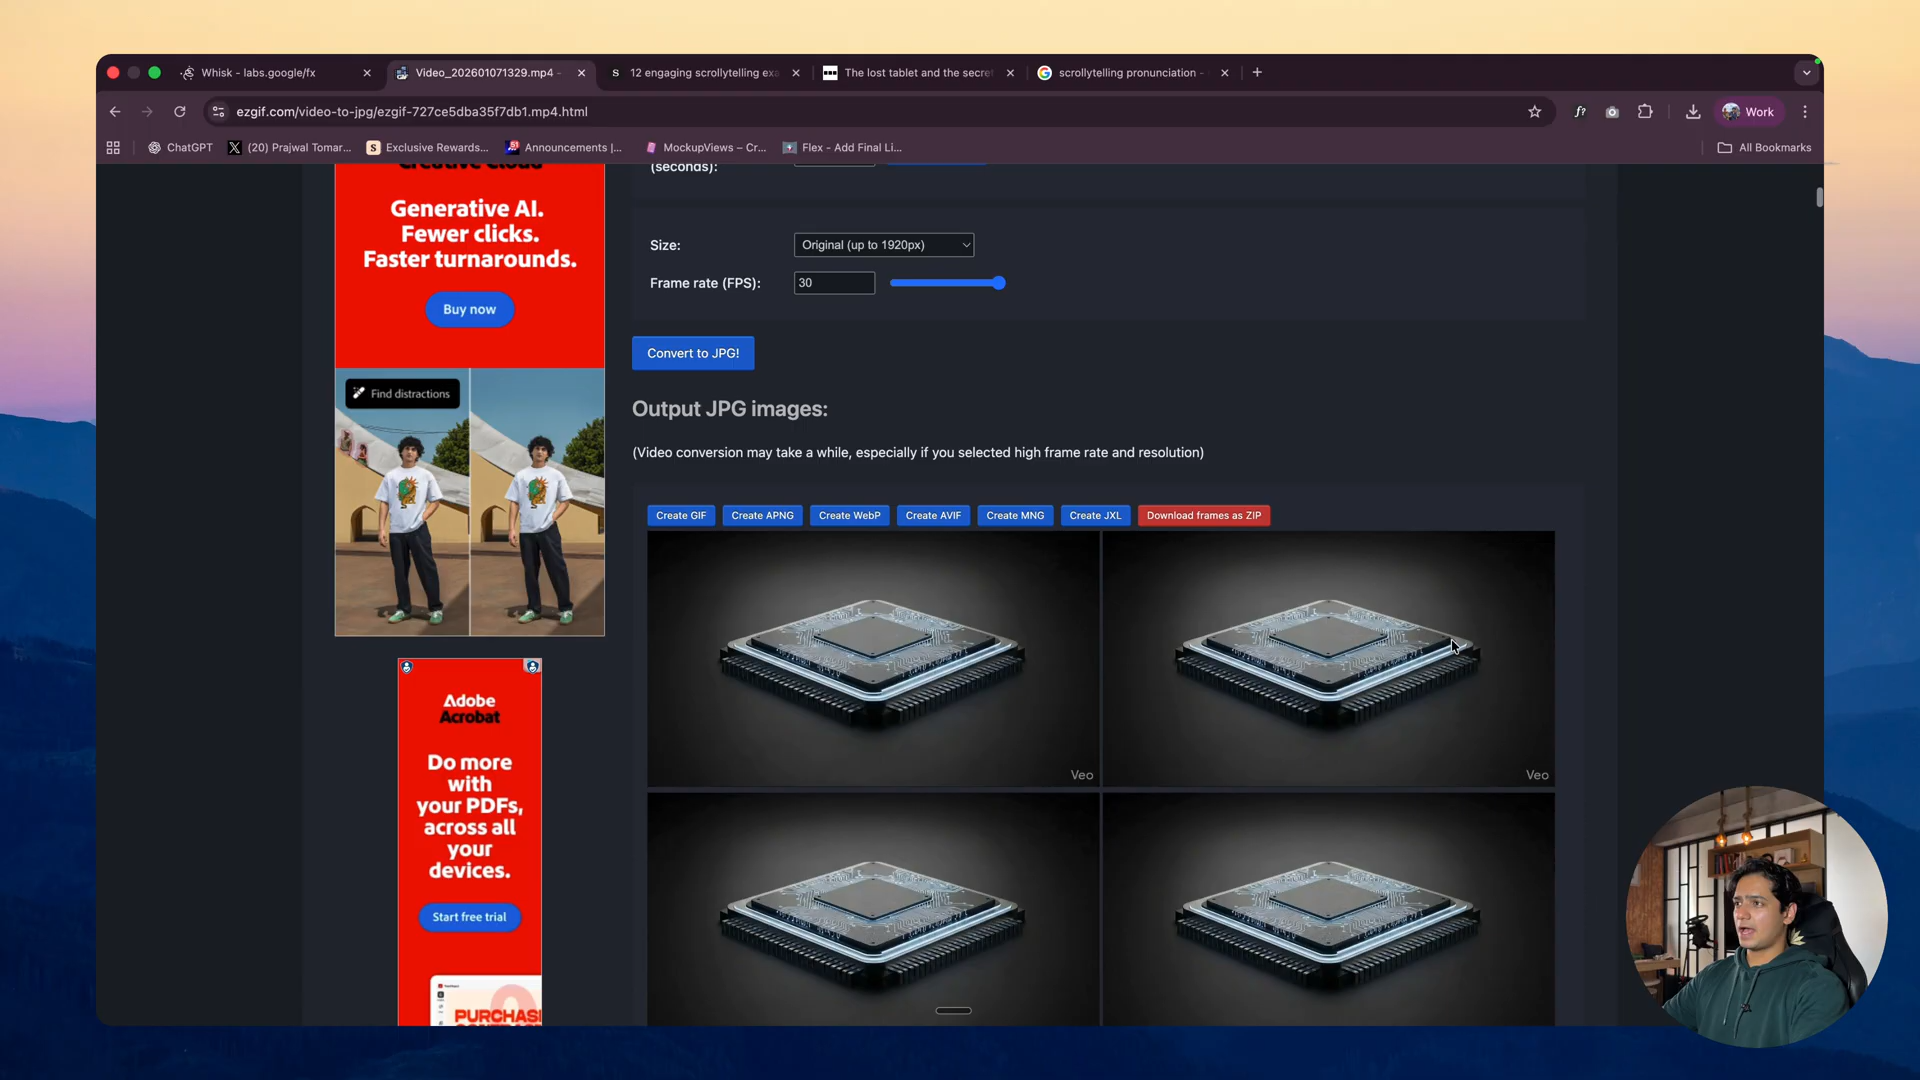 Whisk - labs.google/fx
Video_202601071329.mp4 -
12 engaging scrollytelling exa
The lost tablet and the secret
scrollytelling pronunciation -
ezgif.com/video-to-jpg/ezgif-727ce5dba35f7db1.mp4.html
Work
ChatGPT
(20) Prajwal Tomar...
Exclusive Rewards...
Announcements |...
MockupViews – Cr...
Flex - Add Final Li...
All Bookmarks
Creative Cloud
Generative AI.
Fewer clicks.
Faster turnarounds.
Buy now
Find distractions
Adobe
Acrobat
Do more
with
your PDFs,
across all
your
devices.
Start free trial
PURCHAS
(seconds):
Size:
Original (up to 1920px)
Frame rate (FPS):
30
Convert to JPG!
Output JPG images:
(Video conversion may take a while, especially if you selected high frame rate and resolution)
Create GIF
Create APNG
Create WebP
Create AVIF
Create MNG
Create JXL
Download frames as ZIP
Veo
Veo